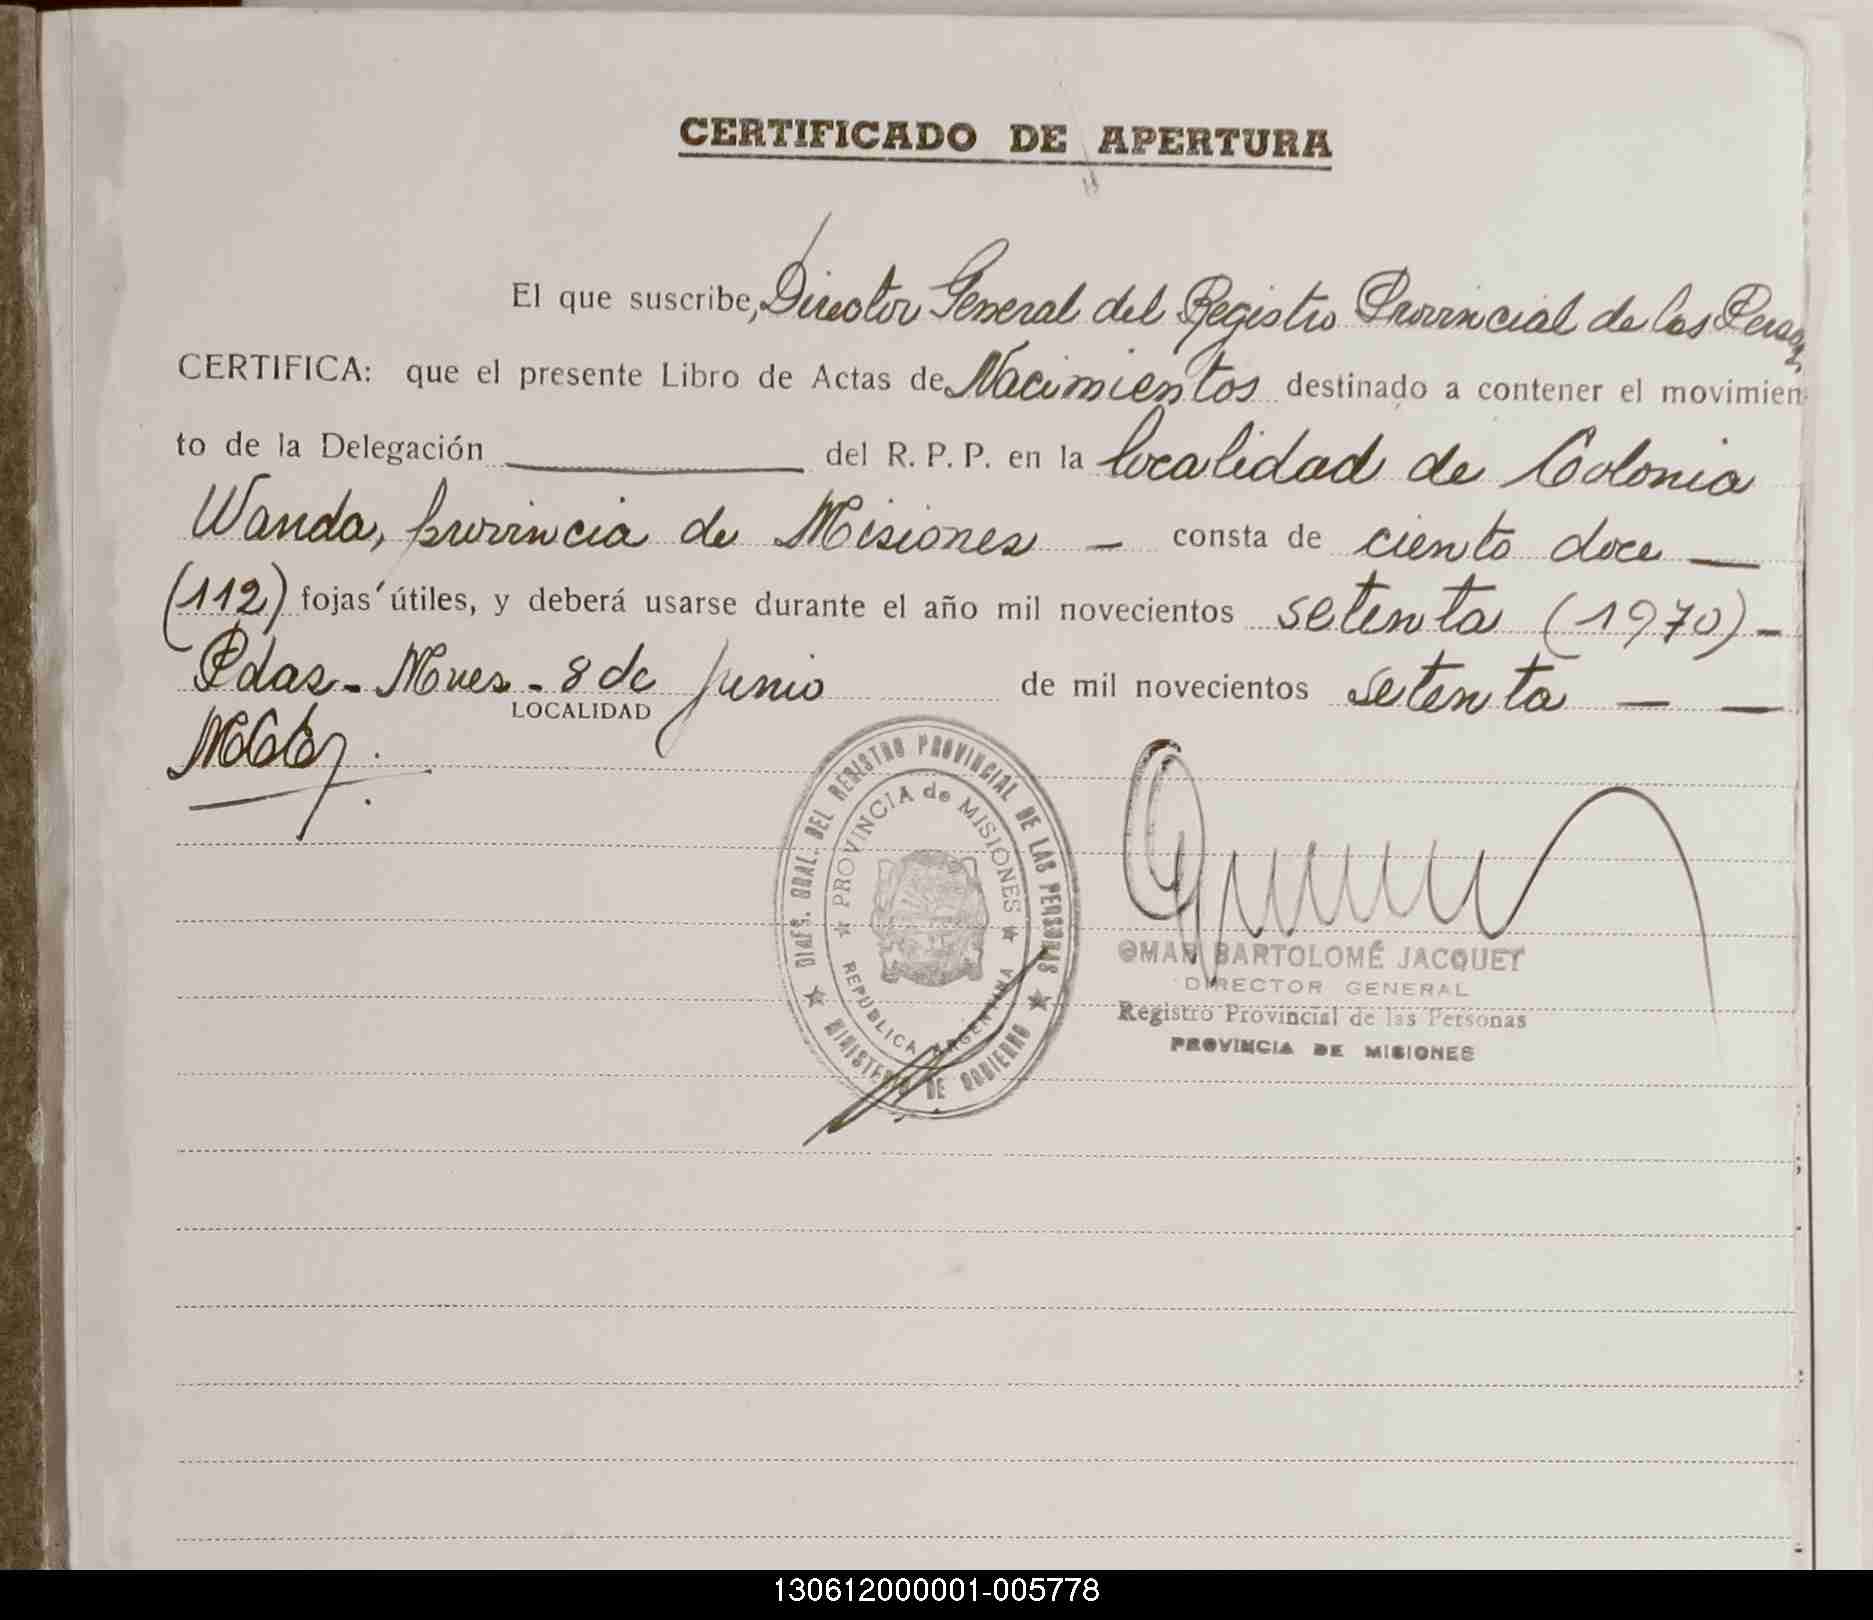 CERTIFICADO DE APERTURA
El que suscribe, Director General del Registro Provincial de las Personas
CERTIFICA: que el presente Libro de Actas de Nacimientos destinado a contener el movimien-
to de la Delegación ——— del R. P. P. en la localidad de Colonia
Wanda, provincia de Misiones — consta de ciento doce —
(112) fojas útiles, y deberá usarse durante el año mil novecientos setenta (1970) —
Pdas - Mnes - 8 de Junio de mil novecientos setenta — —
LOCALIDAD
DIREC. GRAL. DEL REGISTRO PROVINCIAL DE LAS PERSONAS
PROVINCIA de MISIONES
REPUBLICA ARGENTINA
MINISTERIO DE GOBIERNO
OMAR BARTOLOMÉ JACQUET
DIRECTOR GENERAL
Registro Provincial de las Personas
PROVINCIA DE MISIONES
130612000001-005778